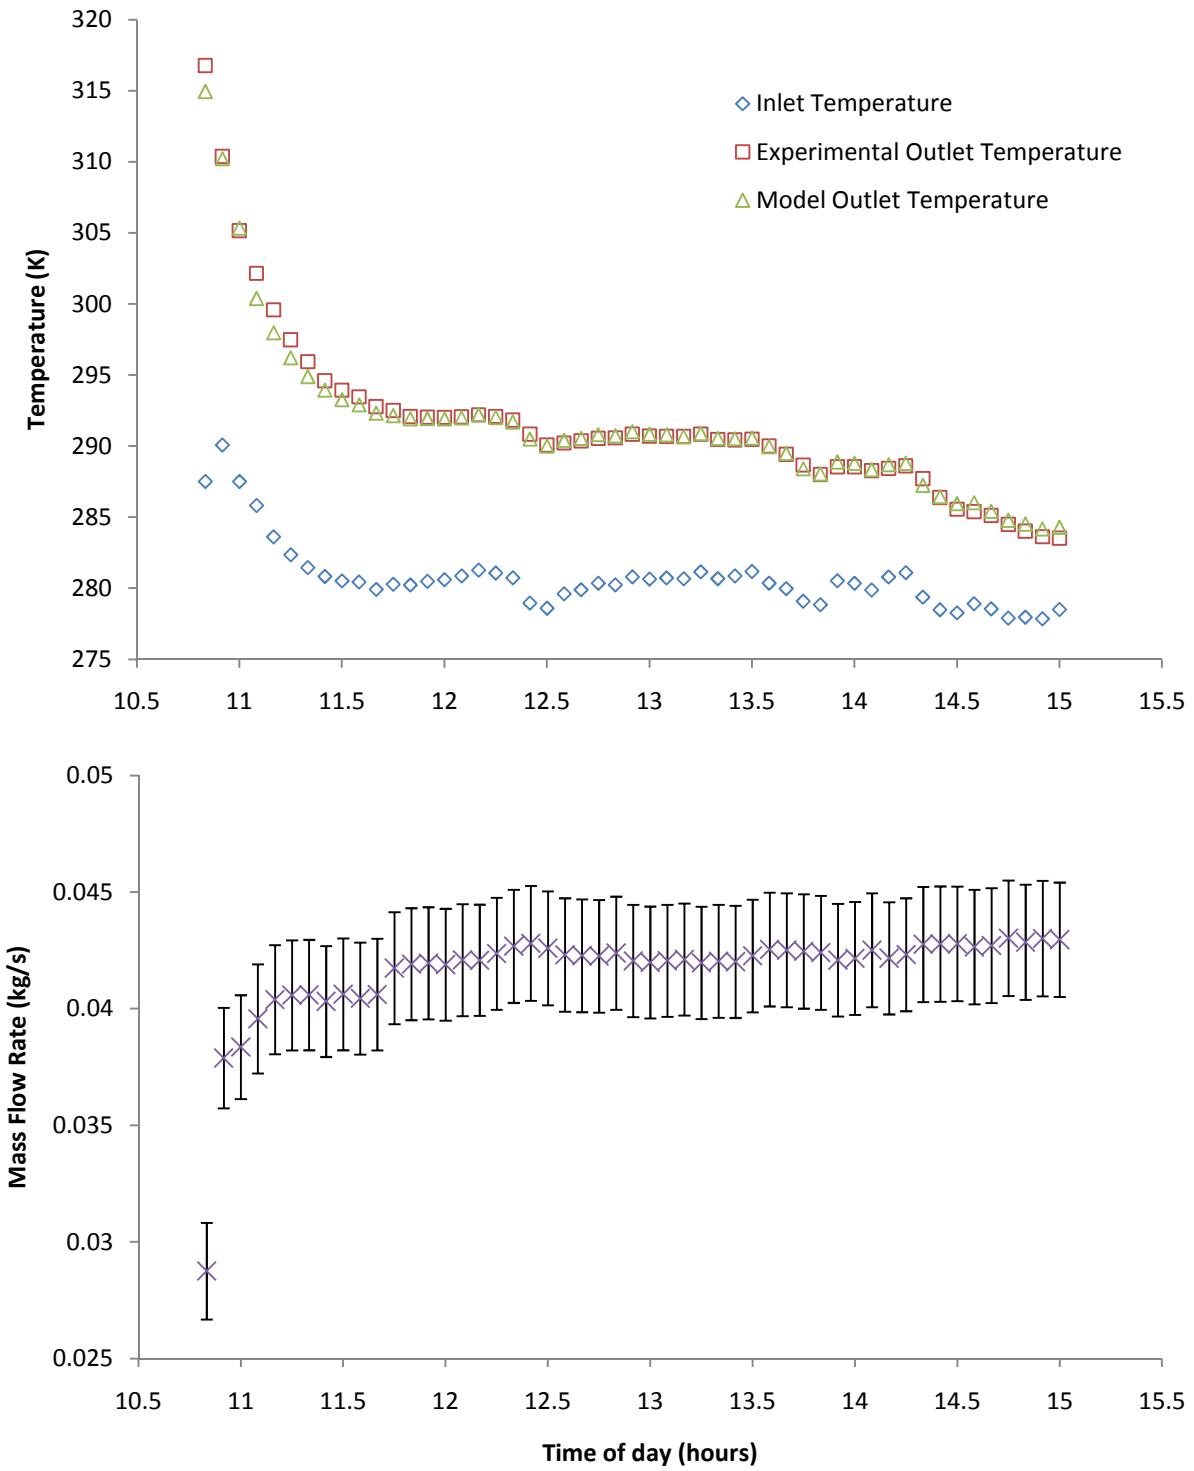 320
315
310
305
300
295
290
285
280
275
Temperature (K)
Inlet Temperature
Experimental Outlet Temperature
Model Outlet Temperature
10.5 11 11.5 12 12.5 13 13.5 14 14.5 15 15.5
0.05
0.045
0.04
0.035
0.03
0.025
Mass Flow Rate (kg/s)
10.5 11 11.5 12 12.5 13 13.5 14 14.5 15 15.5
Time of day (hours)